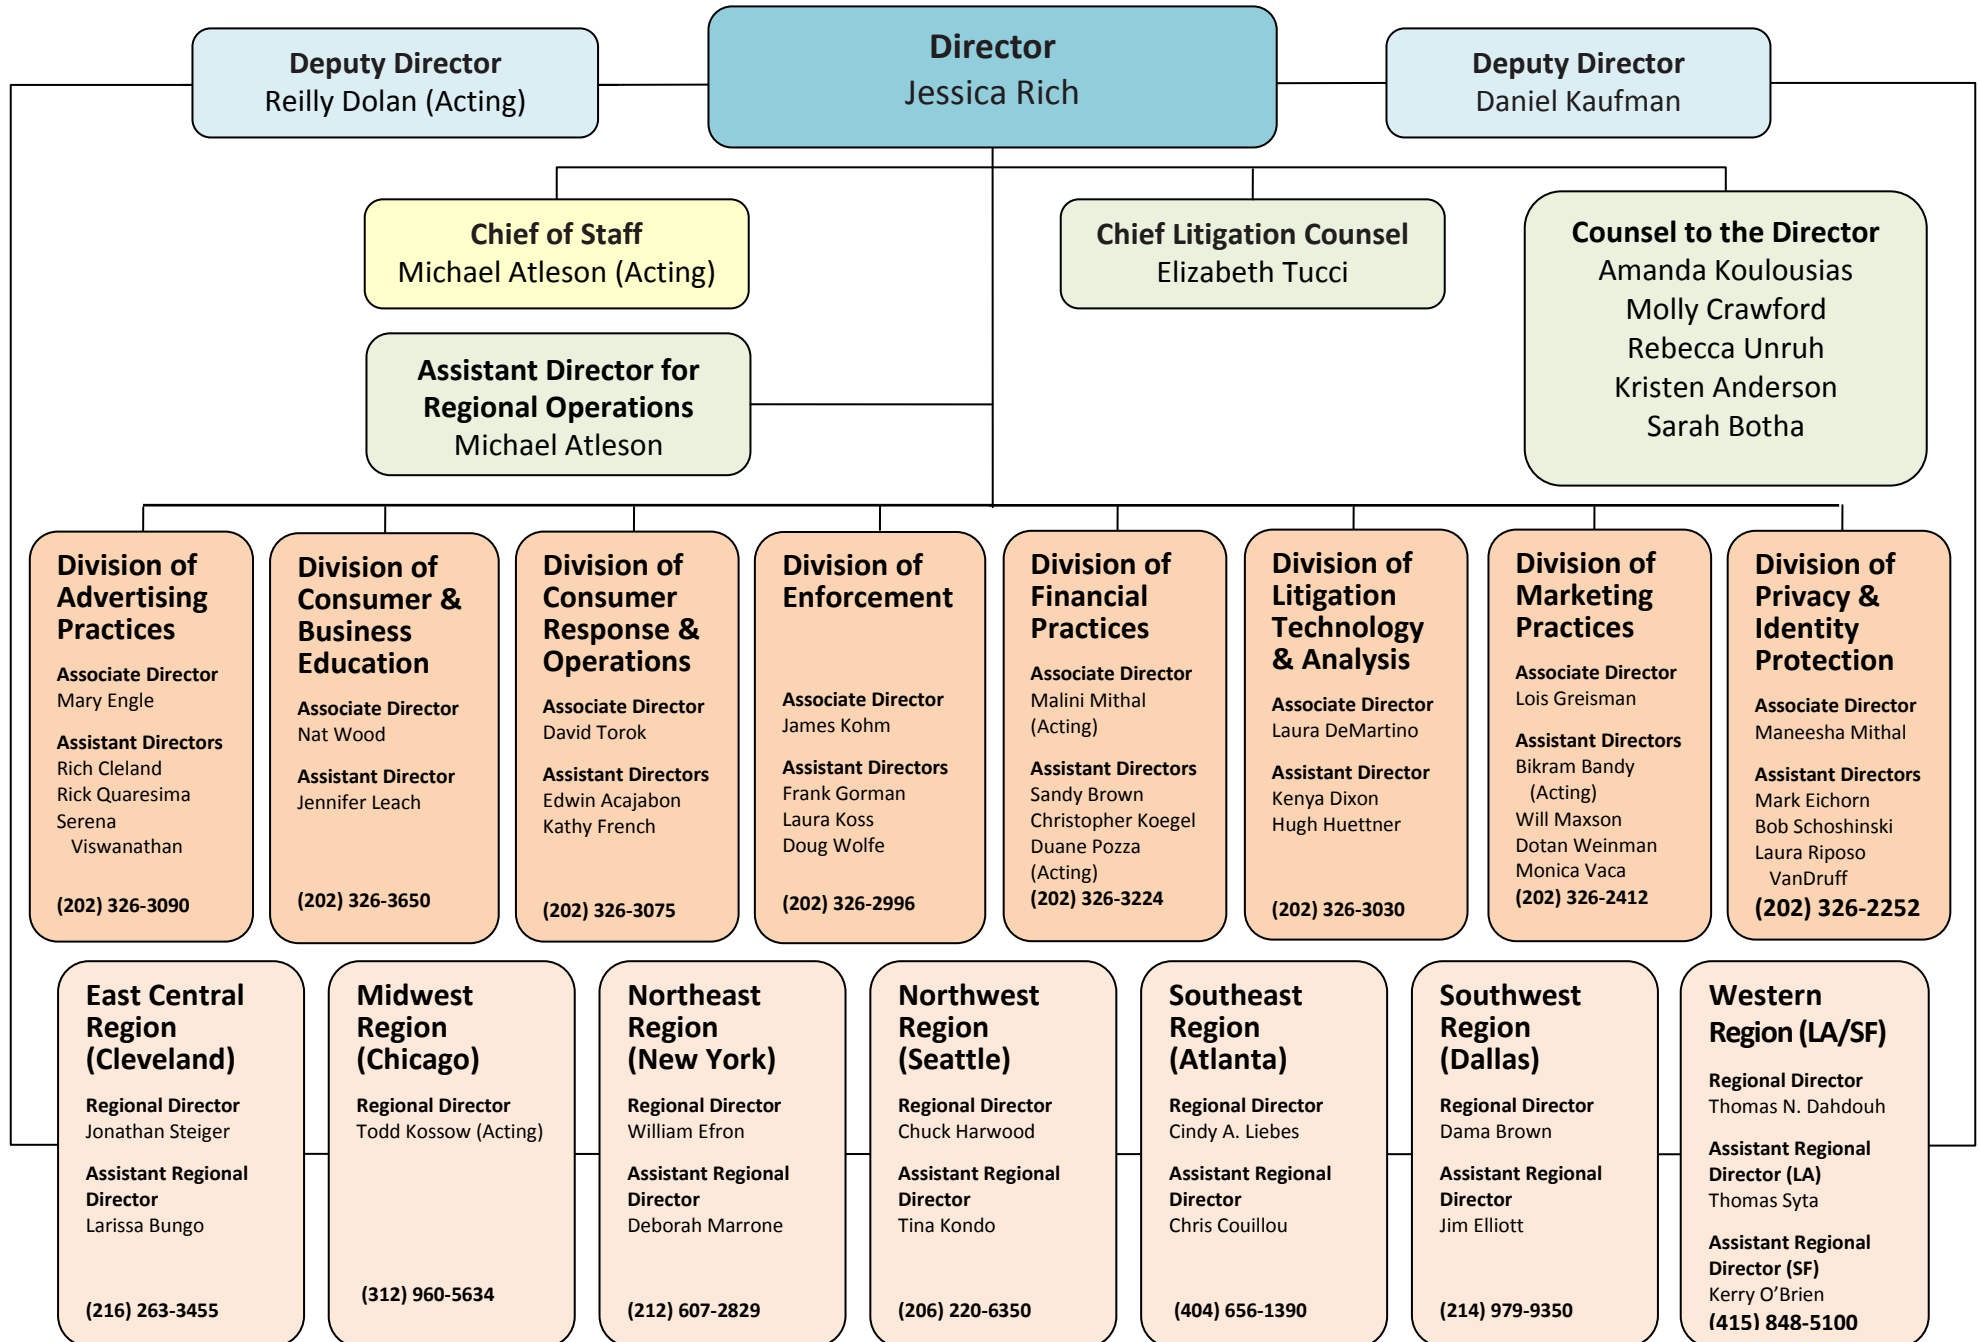 Deputy Director
Reilly Dolan (Acting)
Director
Jessica Rich
Deputy Director
Daniel Kaufman
Chief of Staff
Michael Atleson (Acting)
Chief Litigation Counsel
Elizabeth Tucci
Counsel to the Director
Amanda Koulousias
Molly Crawford
Rebecca Unruh
Kristen Anderson
Sarah Botha
Assistant Director for
Regional Operations
Michael Atleson
Division of
Advertising
Practices
Associate Director
Mary Engle
Assistant Directors
Rich Cleland
Rick Quaresima
Serena
Viswanathan
(202) 326-3090
Division of
Consumer &
Business
Education
Associate Director
Nat Wood
Assistant Director
Jennifer Leach
(202) 326-3650
Division of
Consumer
Response &
Operations
Associate Director
David Torok
Assistant Directors
Edwin Acajabon
Kathy French
(202) 326-3075
Division of
Enforcement
Associate Director
James Kohm
Assistant Directors
Frank Gorman
Laura Koss
Doug Wolfe
(202) 326-2996
Division of
Financial
Practices
Associate Director
Malini Mithal
(Acting)
Assistant Directors
Sandy Brown
Christopher Koegel
Duane Pozza
(Acting)
(202) 326-3224
Division of
Litigation
Technology
& Analysis
Associate Director
Laura DeMartino
Assistant Director
Kenya Dixon
Hugh Huettner
(202) 326-3030
Division of
Marketing
Practices
Associate Director
Lois Greisman
Assistant Directors
Bikram Bandy
(Acting)
Will Maxson
Dotan Weinman
Monica Vaca
(202) 326-2412
Division of
Privacy &
Identity
Protection
Associate Director
Maneesha Mithal
Assistant Directors
Mark Eichorn
Bob Schoshinski
Laura Riposo
VanDruff
(202) 326-2252
East Central
Region
(Cleveland)
Regional Director
Jonathan Steiger
Assistant Regional
Director
Larissa Bungo
(216) 263-3455
Midwest
Region
(Chicago)
Regional Director
Todd Kossow (Acting)
(312) 960-5634
Northeast
Region
(New York)
Regional Director
William Efron
Assistant Regional
Director
Deborah Marrone
(212) 607-2829
Northwest
Region
(Seattle)
Regional Director
Chuck Harwood
Assistant Regional
Director
Tina Kondo
(206) 220-6350
Southeast
Region
(Atlanta)
Regional Director
Cindy A. Liebes
Assistant Regional
Director
Chris Couillou
(404) 656-1390
Southwest
Region
(Dallas)
Regional Director
Dama Brown
Assistant Regional
Director
Jim Elliott
(214) 979-9350
Western
Region (LA/SF)
Regional Director
Thomas N. Dahdouh
Assistant Regional
Director (LA)
Thomas Syta
Assistant Regional
Director (SF)
Kerry O’Brien
(415) 848-5100